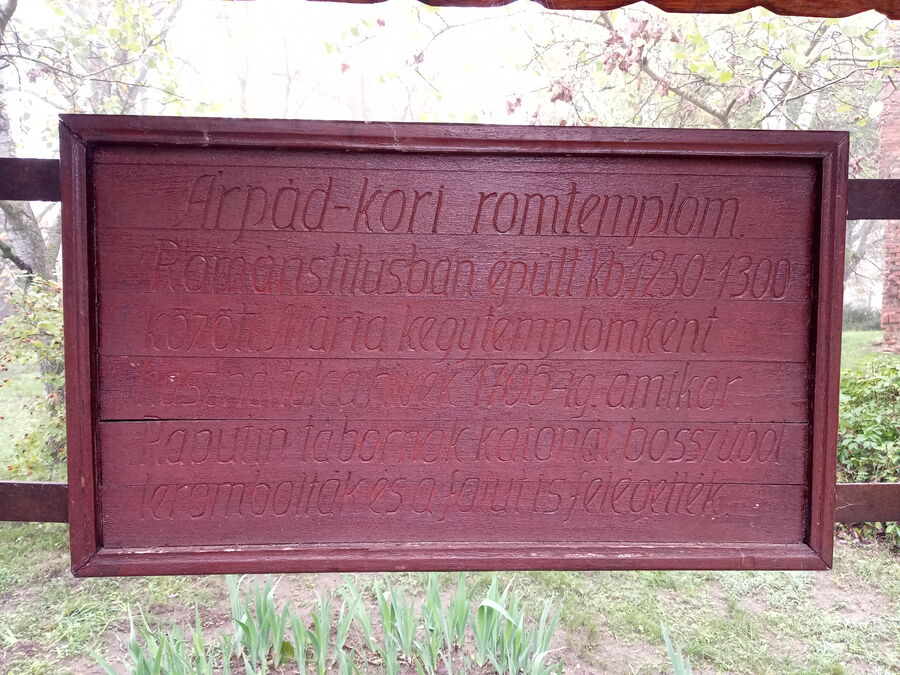 Árpád-kori romtemplom.
Románstílusban épült kb.1250-1300
között Mária kegytemplomként
használták a hívek 1706-ig, amikor
Rabutin tábornok katonái bosszúból
lerombolták és a falut is felégették.